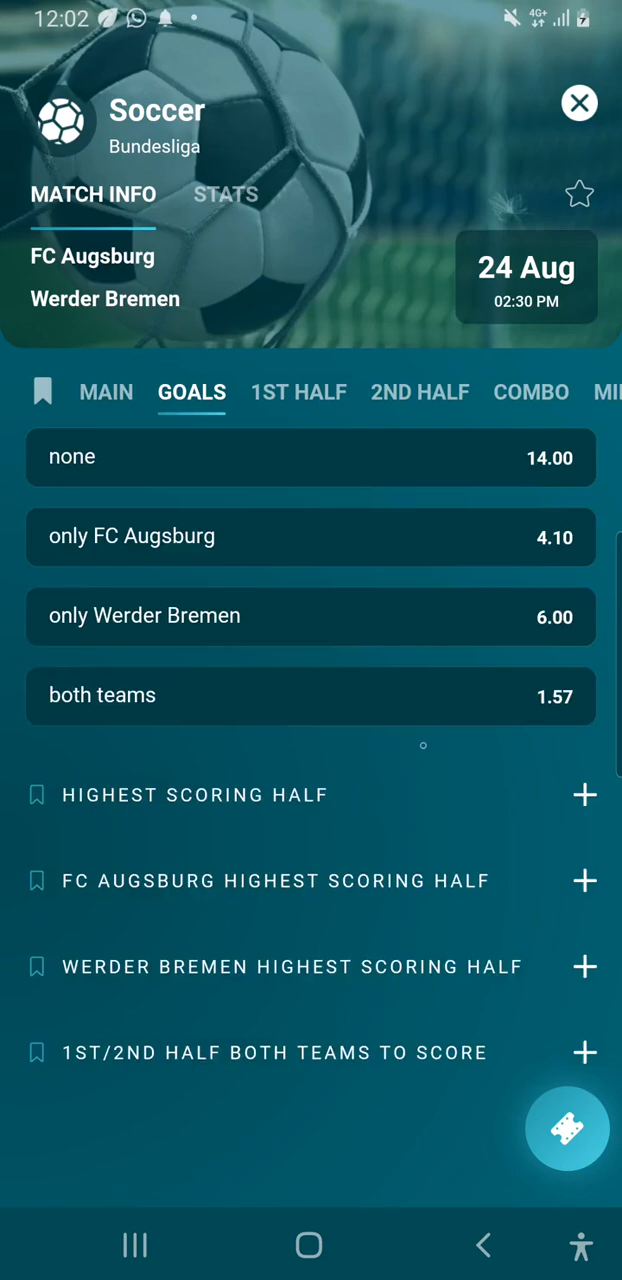 12:02
4G+
Soccer
Bundesliga
MATCH INFO STATS
FC Augsburg
Werder Bremen
24 Aug
02:30 PM
MAIN GOALS 1ST HALF 2ND HALF COMBO MI
none 14.00
only FC Augsburg 4.10
only Werder Bremen 6.00
both teams 1.57
HIGHEST SCORING HALF
FC AUGSBURG HIGHEST SCORING HALF
WERDER BREMEN HIGHEST SCORING HALF
1ST/2ND HALF BOTH TEAMS TO SCORE